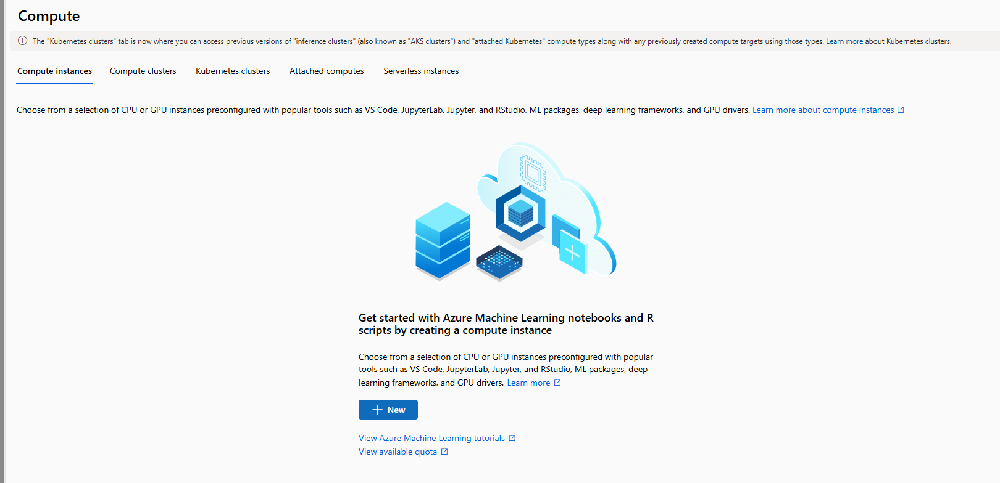 Compute
The "Kubernetes clusters" tab is now where you can access previous versions of "inference clusters" (also known as "AKS clusters") and "attached Kubernetes" compute types along with any previously created compute targets using those types. Learn more about Kubernetes clusters.
Compute instances Compute clusters Kubernetes clusters Attached computes Serverless instances
Choose from a selection of CPU or GPU instances preconfigured with popular tools such as VS Code, JupyterLab, Jupyter, and RStudio, ML packages, deep learning frameworks, and GPU drivers. Learn more about compute instances
Get started with Azure Machine Learning notebooks and R
scripts by creating a compute instance
Choose from a selection of CPU or GPU instances preconfigured with popular
tools such as VS Code, JupyterLab, Jupyter, and RStudio, ML packages, deep
learning frameworks, and GPU drivers. Learn more
New
View Azure Machine Learning tutorials
View available quota